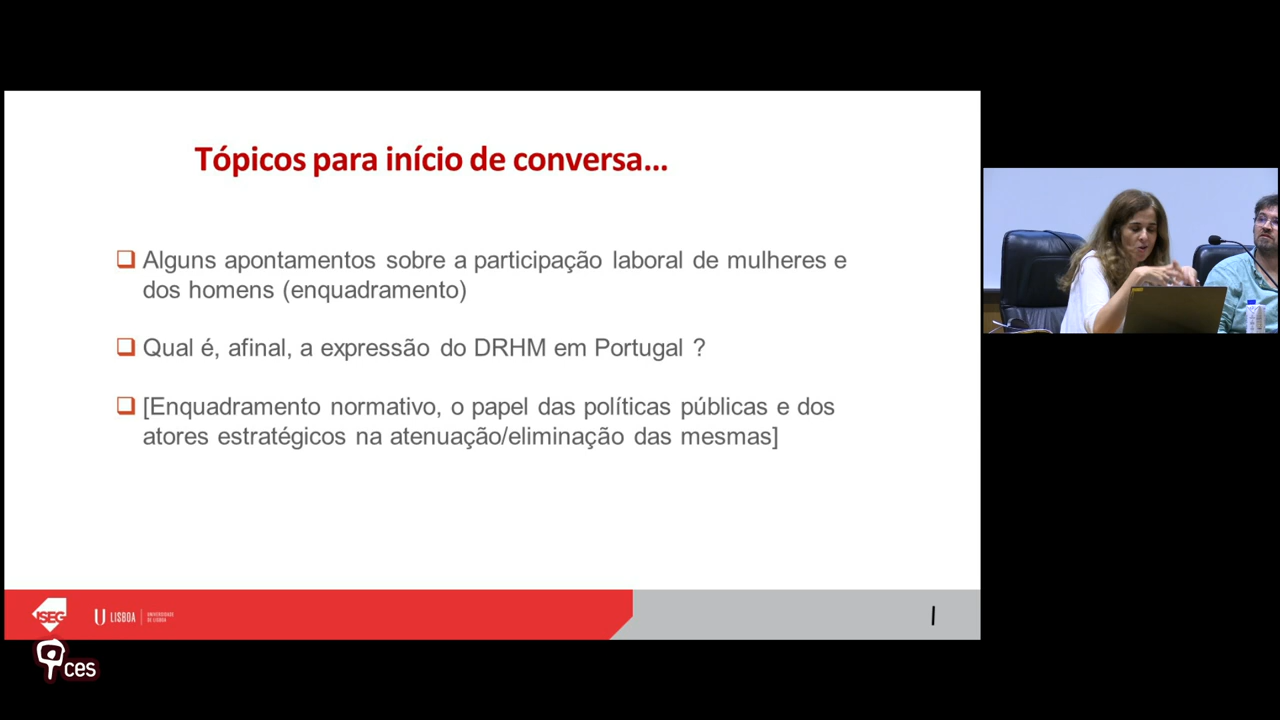 Tópicos para início de conversa...
Alguns apontamentos sobre a participação laboral de mulheres e
dos homens (enquadramento)
Qual é, afinal, a expressão do DRHM em Portugal ?
[Enquadramento normativo, o papel das políticas públicas e dos
atores estratégicos na atenuação/eliminação das mesmas]
ISEG
U LISBOA
UNIVERSIDADE
DE LISBOA
ces